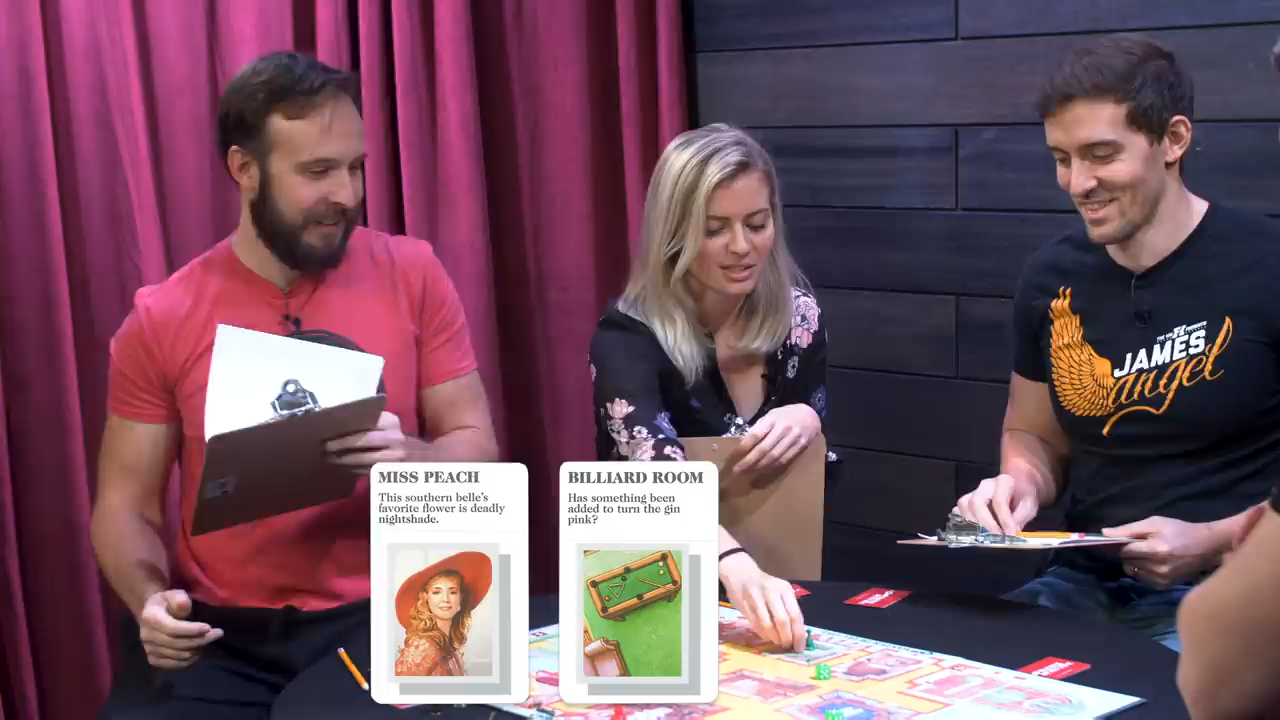 JAMES
angel
MISS PEACH
This southern belle's
favorite flower is deadly
nightshade.
BILLIARD ROOM
Has something been
added to turn the gin
pink?